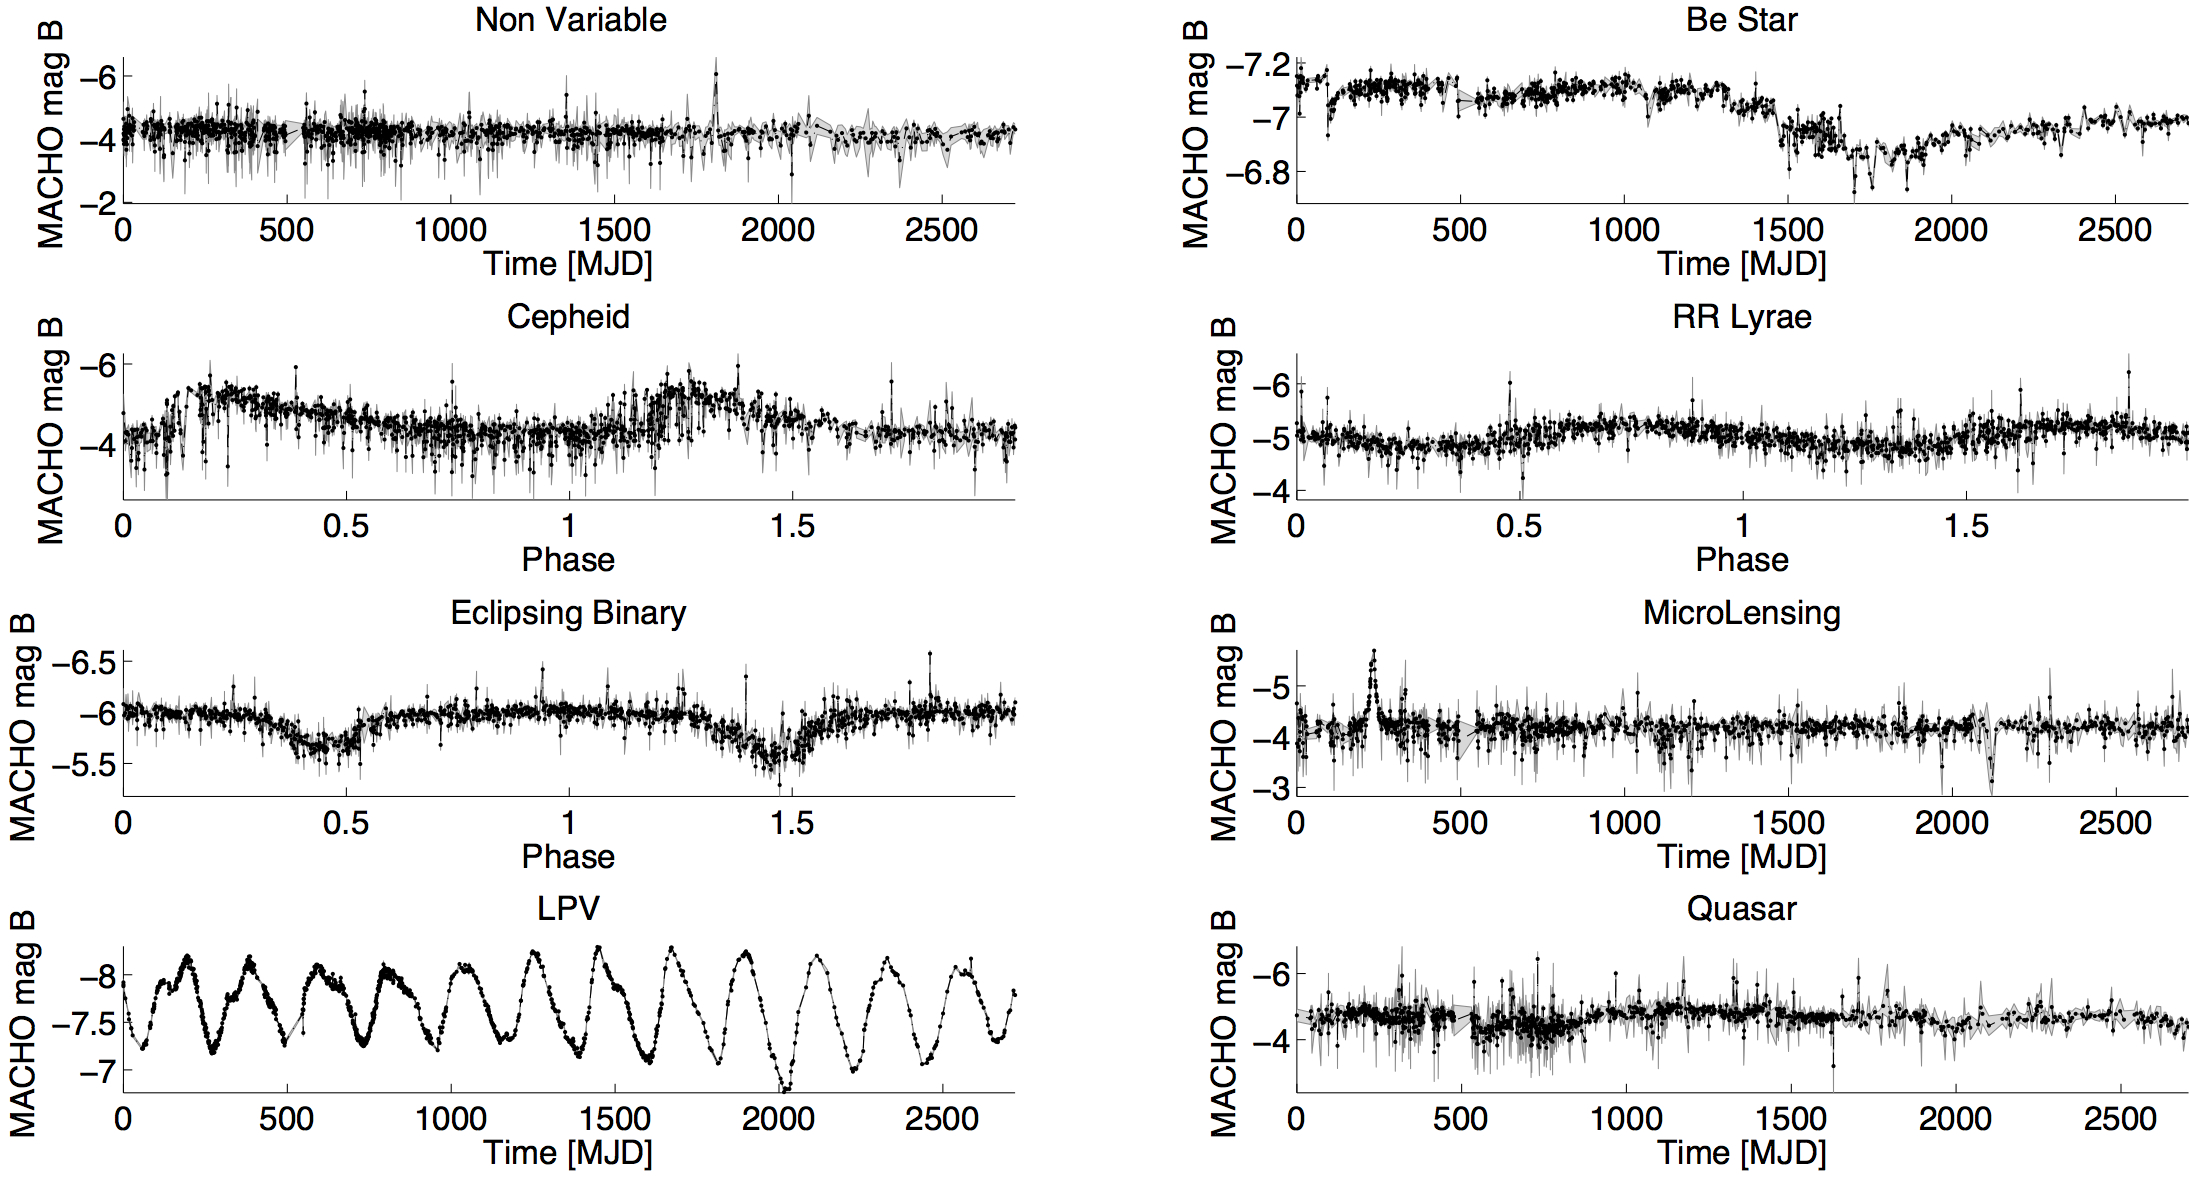 Non Variable
MACHO mag B
−6
−4
−2
0 500 1000 1500 2000 2500
Time [MJD]
Be Star
MACHO mag B
−7.2
−7
−6.8
0 500 1000 1500 2000 2500
Time [MJD]
Cepheid
MACHO mag B
−6
−4
0 0.5 1 1.5
Phase
RR Lyrae
MACHO mag B
−6
−5
−4
0 0.5 1 1.5
Phase
Eclipsing Binary
MACHO mag B
−6.5
−6
−5.5
0 0.5 1 1.5
Phase
MicroLensing
MACHO mag B
−5
−4
−3
0 500 1000 1500 2000 2500
Time [MJD]
LPV
MACHO mag B
−8
−7.5
−7
0 500 1000 1500 2000 2500
Time [MJD]
Quasar
MACHO mag B
−6
−4
0 500 1000 1500 2000 2500
Time [MJD]